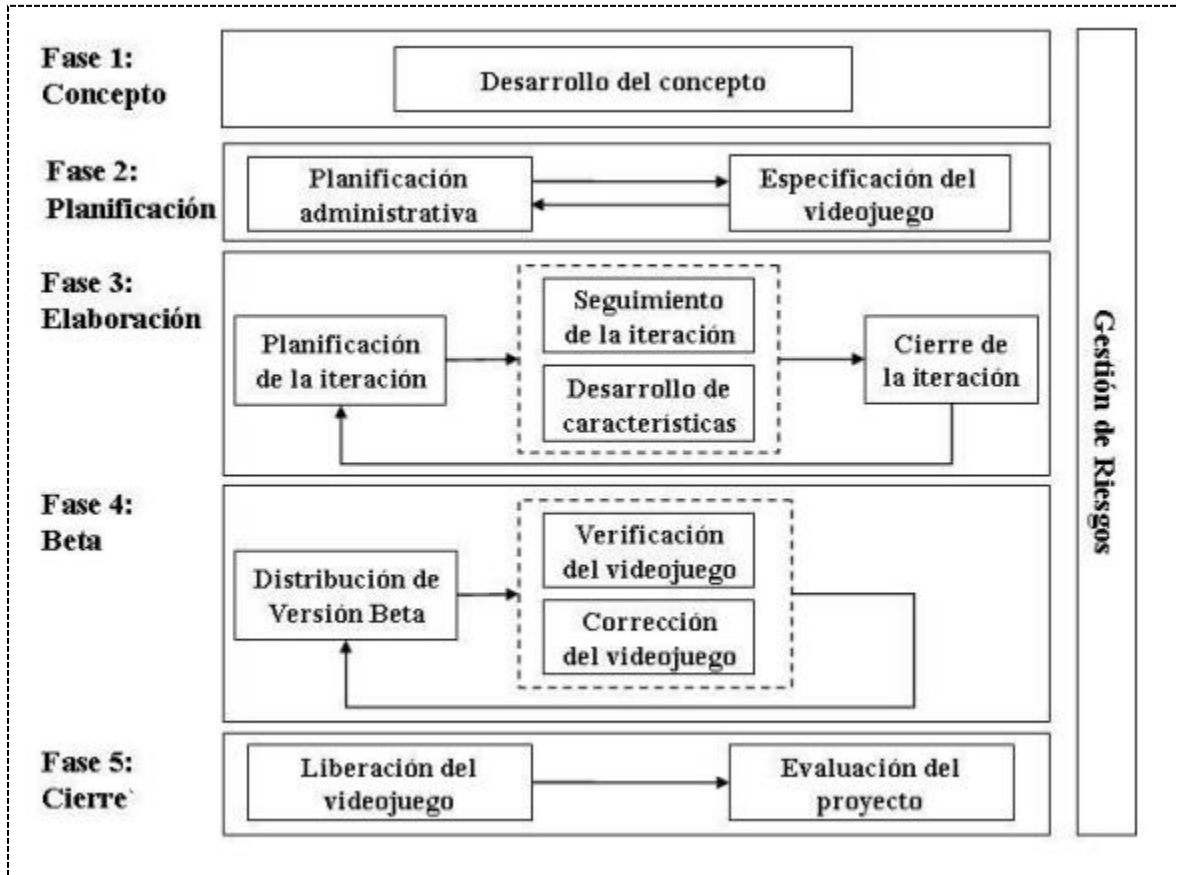 Fase 1:
Concepto
Desarrollo del concepto
Fase 2:
Planificación
Planificación
administrativa
Especificación del
videojuego
Fase 3:
Elaboración
Planificación
de la iteración
Seguimiento
de la iteración
Desarrollo de
características
Cierre de
la iteración
Fase 4:
Beta
Distribución de
Versión Beta
Verificación
del videojuego
Corrección
del videojuego
Fase 5:
Cierre`
Liberación del
videojuego
Evaluación del
proyecto
Gestión de Riesgos